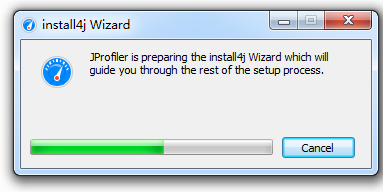 install4j Wizard
JProfiler is preparing the install4j Wizard which will
guide you through the rest of the setup process.
Cancel